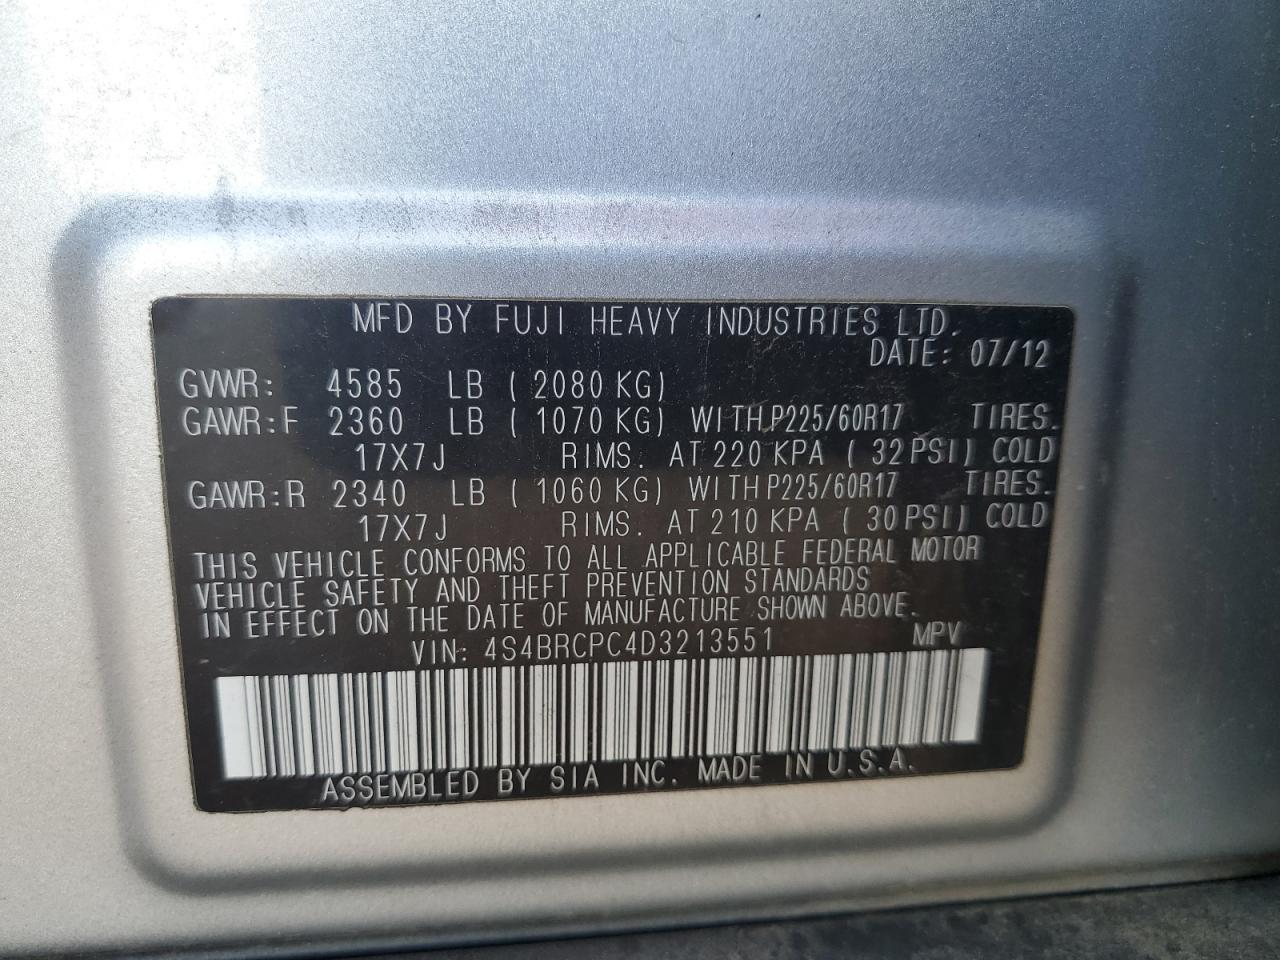 MFD BY FUJI HEAVY INDUSTRIES LTD.
DATE: 07/12
GVWR: 4585 LB ( 2080 KG)
GAWR:F 2360 LB ( 1070 KG) WITH P225/60R17 TIRES.
17X7J RIMS. AT 220 KPA ( 32 PSI) COLD
GAWR:R 2340 LB ( 1060 KG) WITH P225/60R17 TIRES.
17X7J RIMS. AT 210 KPA ( 30 PSI) COLD
THIS VEHICLE CONFORMS TO ALL APPLICABLE FEDERAL MOTOR
VEHICLE SAFETY AND THEFT PREVENTION STANDARDS
IN EFFECT ON THE DATE OF MANUFACTURE SHOWN ABOVE.
VIN: 4S4BRCPC4D3213551 MPV
ASSEMBLED BY SIA INC. MADE IN U.S.A.